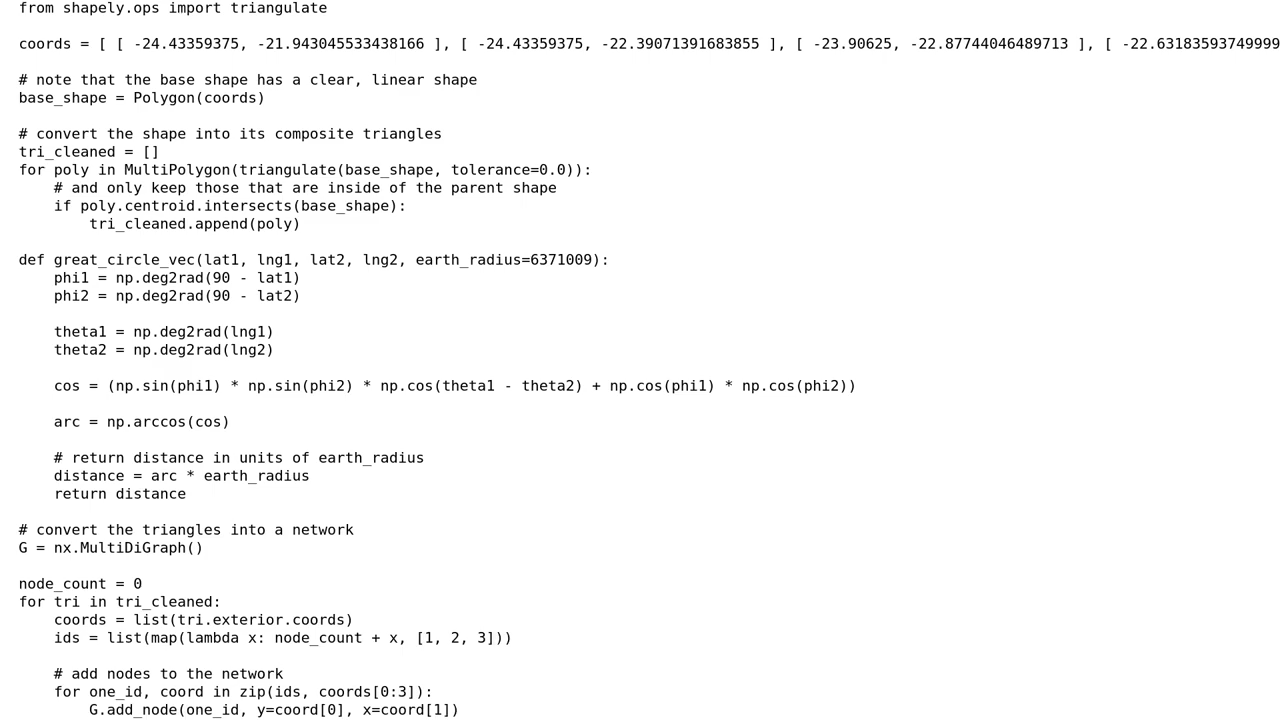 from shapely.ops import triangulate
coords = [ [ -24.43359375, -21.943045533438166 ], [ -24.43359375, -22.39071391683855 ], [ -23.90625, -22.87744046489713 ], [ -22.63183593749999
# note that the base shape has a clear, linear shape
base_shape = Polygon(coords)
# convert the shape into its composite triangles
tri_cleaned = []
for poly in MultiPolygon(triangulate(base_shape, tolerance=0.0)):
    # and only keep those that are inside of the parent shape
    if poly.centroid.intersects(base_shape):
        tri_cleaned.append(poly)
def great_circle_vec(lat1, lng1, lat2, lng2, earth_radius=6371009):
    phi1 = np.deg2rad(90 - lat1)
    phi2 = np.deg2rad(90 - lat2)
    theta1 = np.deg2rad(lng1)
    theta2 = np.deg2rad(lng2)
    cos = (np.sin(phi1) * np.sin(phi2) * np.cos(theta1 - theta2) + np.cos(phi1) * np.cos(phi2))
    arc = np.arccos(cos)
    # return distance in units of earth_radius
    distance = arc * earth_radius
    return distance
# convert the triangles into a network
G = nx.MultiDiGraph()
node_count = 0
for tri in tri_cleaned:
    coords = list(tri.exterior.coords)
    ids = list(map(lambda x: node_count + x, [1, 2, 3]))
    # add nodes to the network
    for one_id, coord in zip(ids, coords[0:3]):
        G.add_node(one_id, y=coord[0], x=coord[1])